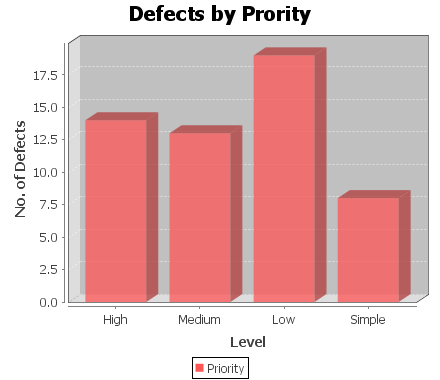 Defects by Prority
No. of Defects
17.5
15.0
12.5
10.0
7.5
5.0
2.5
0.0
High Medium Low Simple
Level
Priority